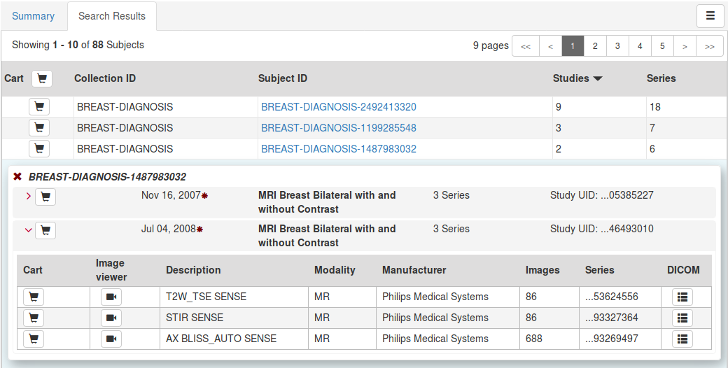 Summary Search Results
Showing 1 - 10 of 88 Subjects 9 pages << < 1 2 3 4 5 > >>
Cart Collection ID Subject ID Studies Series
BREAST-DIAGNOSIS BREAST-DIAGNOSIS-2492413320 9 18
BREAST-DIAGNOSIS BREAST-DIAGNOSIS-1199285548 3 7
BREAST-DIAGNOSIS BREAST-DIAGNOSIS-1487983032 2 6
BREAST-DIAGNOSIS-1487983032
Nov 16, 2007 MRI Breast Bilateral with and 3 Series Study UID: ...05385227
without Contrast
Jul 04, 2008 MRI Breast Bilateral with and 3 Series Study UID: ...46493010
without Contrast
Cart Image viewer Description Modality Manufacturer Images Series DICOM
T2W_TSE SENSE MR Philips Medical Systems 86 ...53624556
STIR SENSE MR Philips Medical Systems 86 ...93327364
AX BLISS_AUTO SENSE MR Philips Medical Systems 688 ...93269497